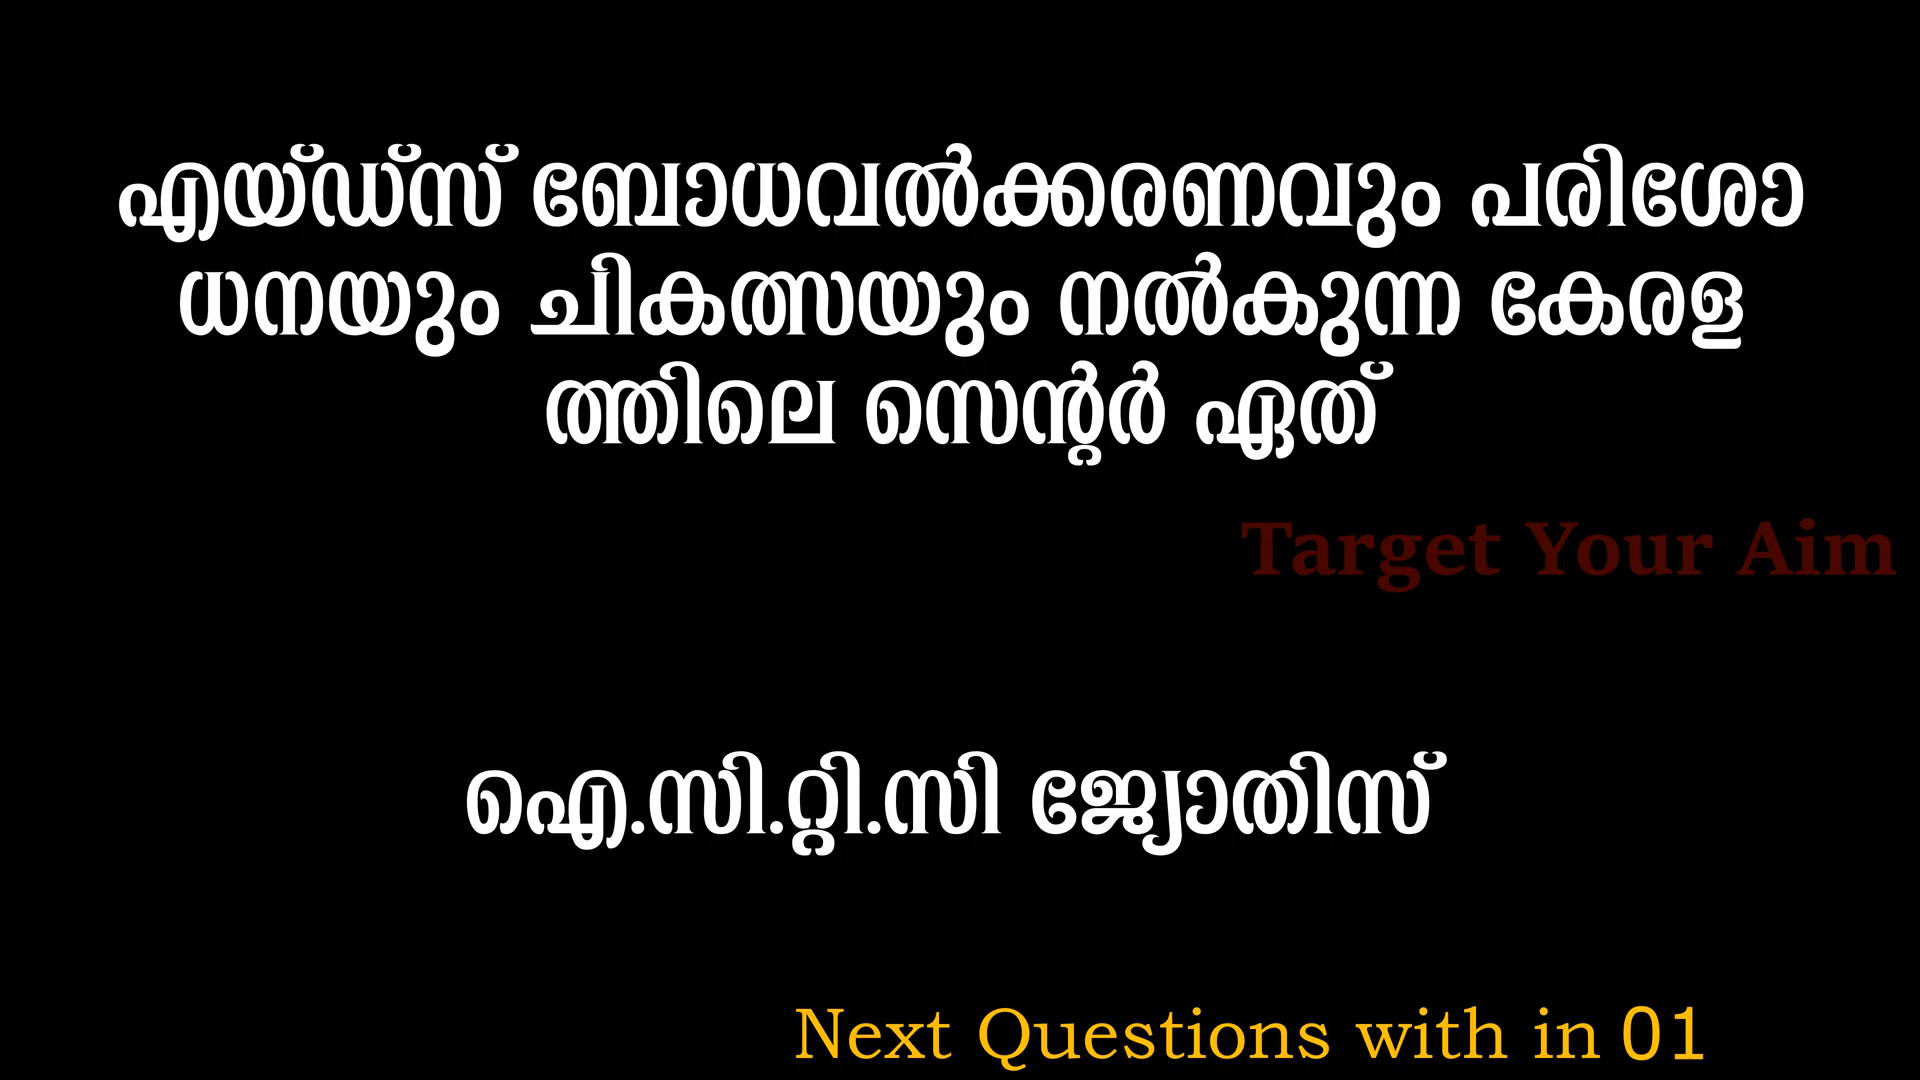 എയ്ഡ്സ് ബോധവൽക്കരണവും പരിശോ
ധനയും ചികത്സയും നൽകുന്ന കേരള
ത്തിലെ സെന്റർ ഏത്
Target Your Aim
ഐ.സി.റ്റി.സി ജ്യോതിസ്
Next Questions with in 01